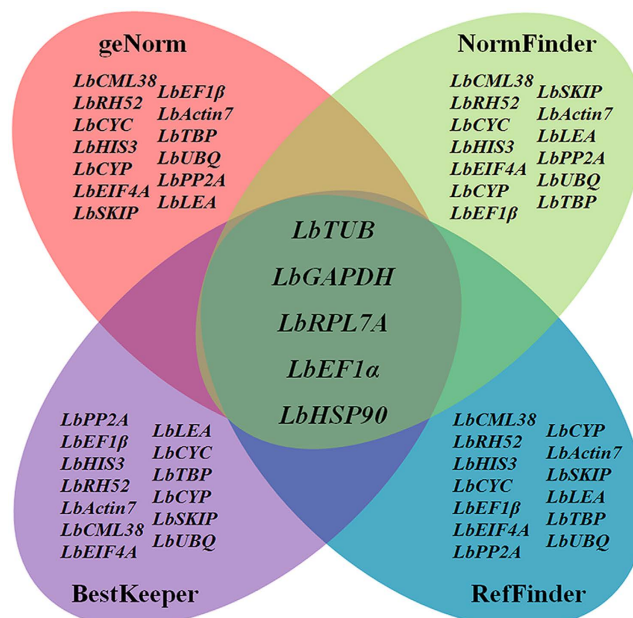 geNorm
LbCML38
LbRH52
LbCYC
LbHIS3
LbCYP
LbEIF4A
LbSKIP
LbEF1β
LbActin7
LbTBP
LbUBQ
LbPP2A
LbLEA
NormFinder
LbCML38
LbRH52
LbCYC
LbHIS3
LbEIF4A
LbCYP
LbEF1β
LbSKIP
LbActin7
LbLEA
LbPP2A
LbUBQ
LbTBP
LbTUB
LbGAPDH
LbRPL7A
LbEF1α
LbHSP90
LbPP2A
LbEF1β
LbHIS3
LbRH52
LbActin7
LbCML38
LbEIF4A
LbLEA
LbCYC
LbTBP
LbCYP
LbSKIP
LbUBQ
BestKeeper
LbCML38
LbRH52
LbHIS3
LbCYC
LbEF1β
LbEIF4A
LbPP2A
LbCYP
LbActin7
LbSKIP
LbLEA
LbTBP
LbUBQ
RefFinder